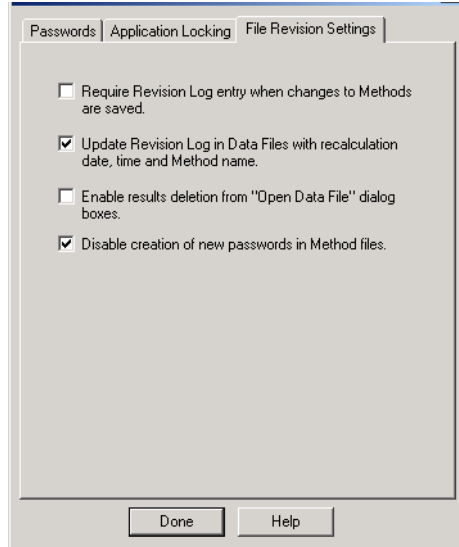 Passwords Application Locking File Revision Settings
Require Revision Log entry when changes to Methods
are saved.
Update Revision Log in Data Files with recalculation
date, time and Method name.
Enable results deletion from "Open Data File" dialog
boxes.
Disable creation of new passwords in Method files.
Done Help